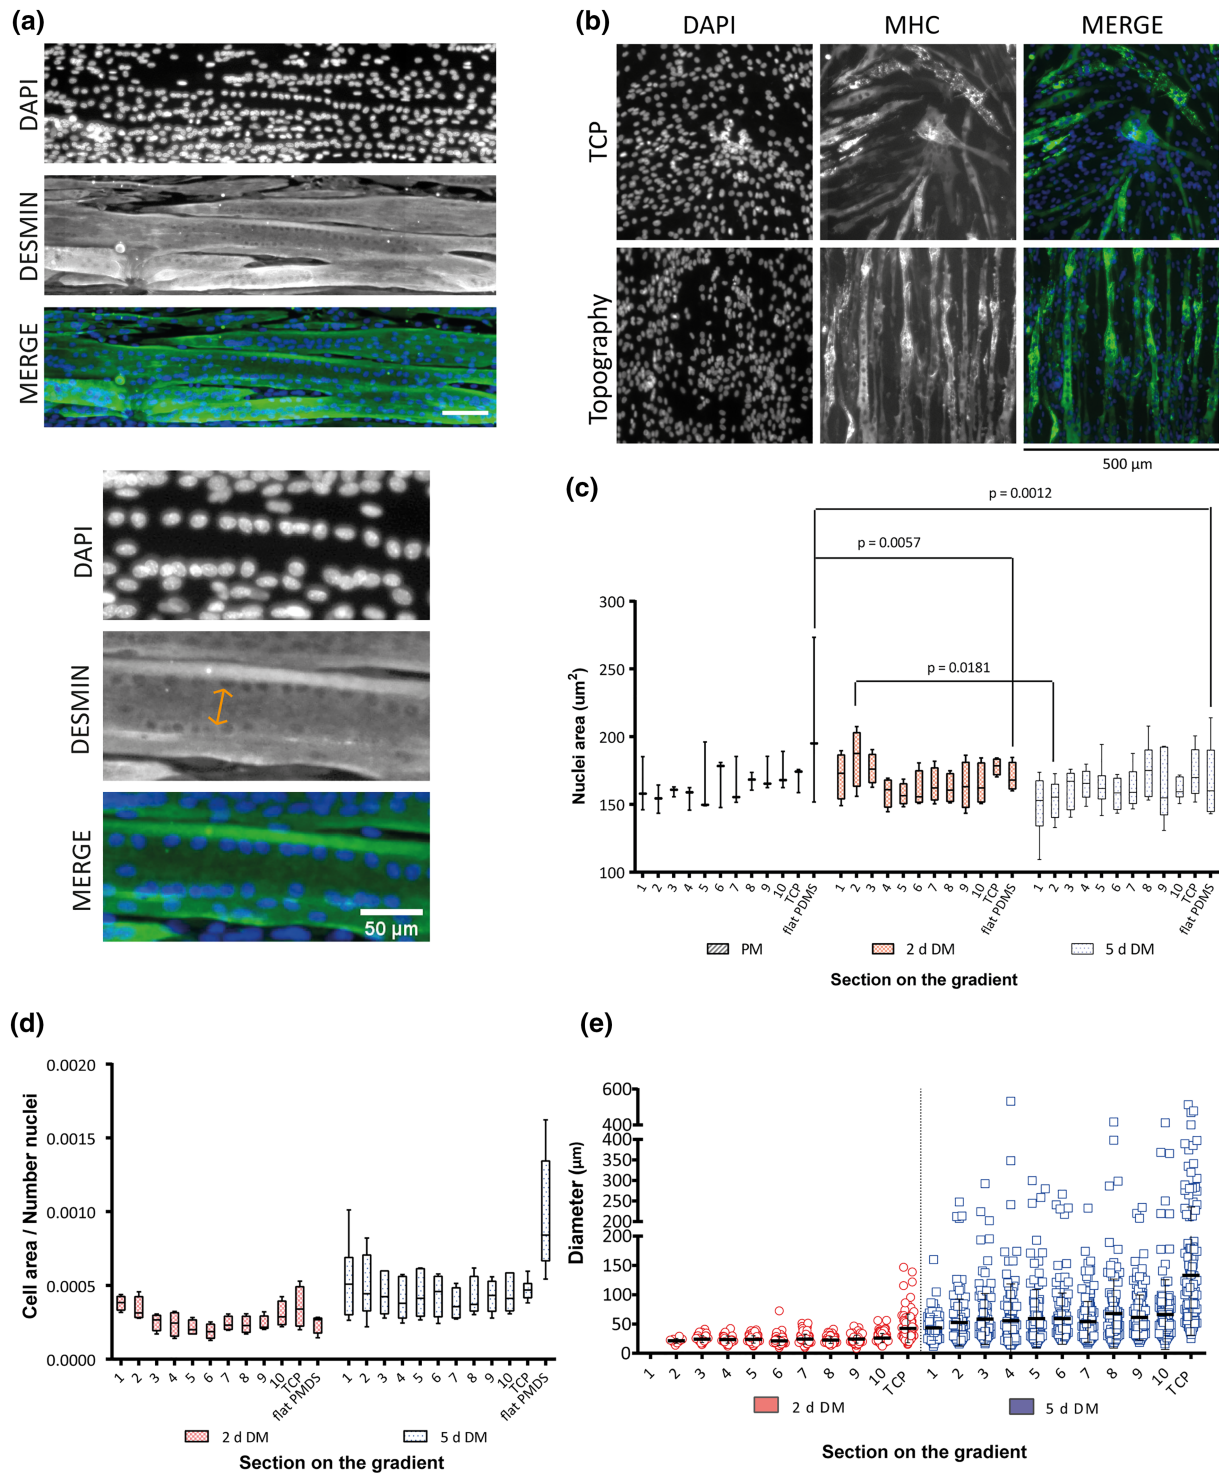 (a)
DAPI
DESMIN
MERGE
DAPI
DESMIN
MERGE
50 µm
(b)
DAPI MHC MERGE
TCP
Topography
500 µm
(c)
p = 0.0012
p = 0.0057
p = 0.0181
Nuclei area (um²)
300
250
200
150
100
1 2 3 4 5 6 7 8 9 10 TCP flat PDMS 1 2 3 4 5 6 7 8 9 10 TCP flat PDMS 1 2 3 4 5 6 7 8 9 10 TCP flat PDMS
PM 2 d DM 5 d DM
Section on the gradient
(d)
Cell area / Number nuclei
0.0020
0.0015
0.0010
0.0005
0.0000
1 2 3 4 5 6 7 8 9 10 TCP flat PMDS 1 2 3 4 5 6 7 8 9 10 TCP flat PMDS
2 d DM 5 d DM
Section on the gradient
(e)
Diameter (µm)
600
400
400
350
300
250
200
200
150
100
50
0
1 2 3 4 5 6 7 8 9 10 TCP 1 2 3 4 5 6 7 8 9 10 TCP
2 d DM 5 d DM
Section on the gradient